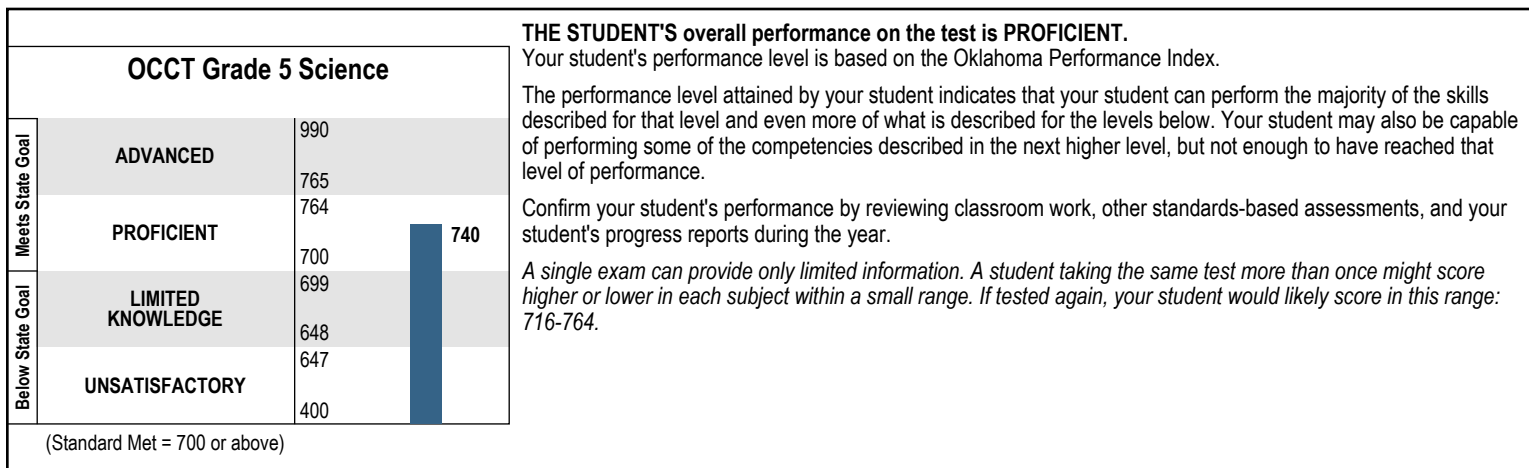 OCCT Grade 5 Science
Meets State Goal
ADVANCED
990
765
PROFICIENT
764
700
740
Below State Goal
LIMITED
KNOWLEDGE
699
648
UNSATISFACTORY
647
400
(Standard Met = 700 or above)
THE STUDENT'S overall performance on the test is PROFICIENT.
Your student's performance level is based on the Oklahoma Performance Index.
The performance level attained by your student indicates that your student can perform the majority of the skills
described for that level and even more of what is described for the levels below. Your student may also be capable
of performing some of the competencies described in the next higher level, but not enough to have reached that
level of performance.
Confirm your student's performance by reviewing classroom work, other standards-based assessments, and your
student's progress reports during the year.
A single exam can provide only limited information. A student taking the same test more than once might score
higher or lower in each subject within a small range. If tested again, your student would likely score in this range:
716-764.